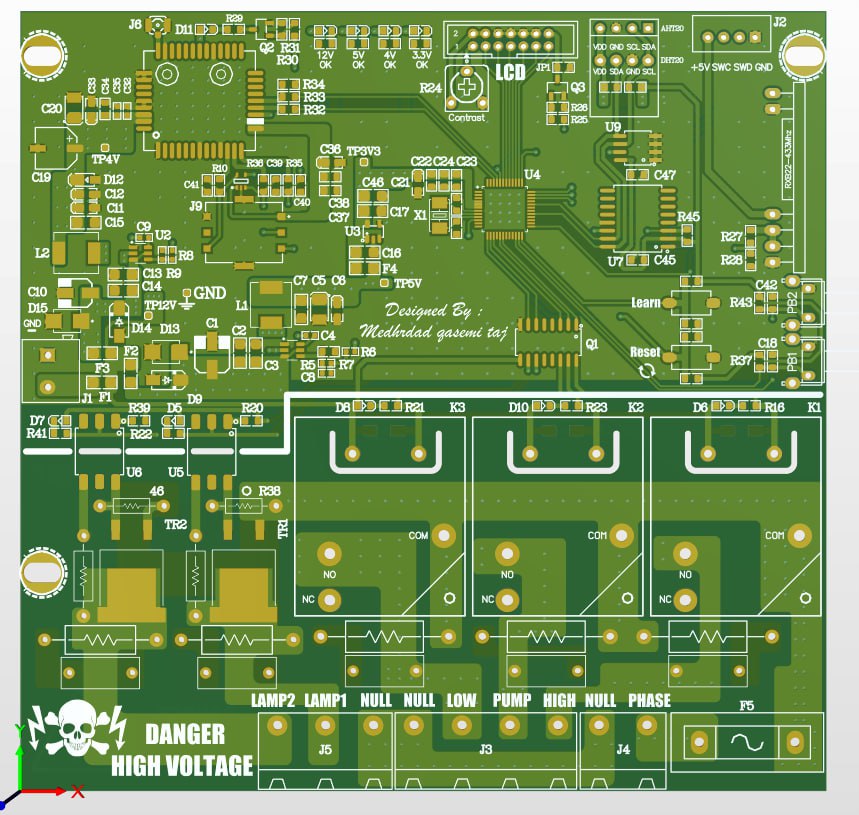 J6
D11
R29
Q2
R31
R30
12V OK
5V OK
4V OK
3.3V OK
2
1
LCD
JP1
Q3
R26
R25
R24
Contrast
AHT20
VDD GND SCL SDA
DHT20
VDD SDA GND SCL
J2
+5V SWC SWD GND
C20
C33
C34
C35
C32
R34
R33
R32
C19
TP4V
D12
C12
C11
C15
L2
C9
U2
R8
C13 R9
C14
C10
D15
GND
TP12V
GND
D14
D13
C1
C2
C3
C41
R10
R36
C39
R35
C40
J9
C36
TP3V3
C38
C37
C46
C17
U3
C16
F4
TP5V
C21
C22
C24
C23
X1
U4
U9
C47
U7
C45
R45
RXB22-433Mhz
R27
R28
L1
C7
C5
C6
C4
R5
C8
R6
R7
Designed By :
Medhrdad qasemi taj
Q1
Learn
R43
C42
PB2
Reset
R37
C18
PB1
J1
F3
F1
F2
D9
D7
R41
R39
R22
D5
R20
U6
U5
D8
R21
K3
D10
R23
K2
D6
R16
K1
46
R38
TR2
TR1
COM
NO
NC
COM
NO
NC
COM
NO
NC
LAMP2 LAMP1 NULL NULL LOW PUMP HIGH NULL PHASE
F5
J5
J3
J4
DANGER
HIGH VOLTAGE
Y
X